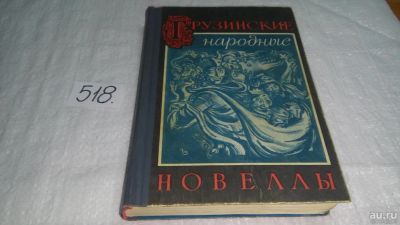 ГРУЗИНСКИЕ
народные
НОВЕЛЛЫ
518.
au.ru